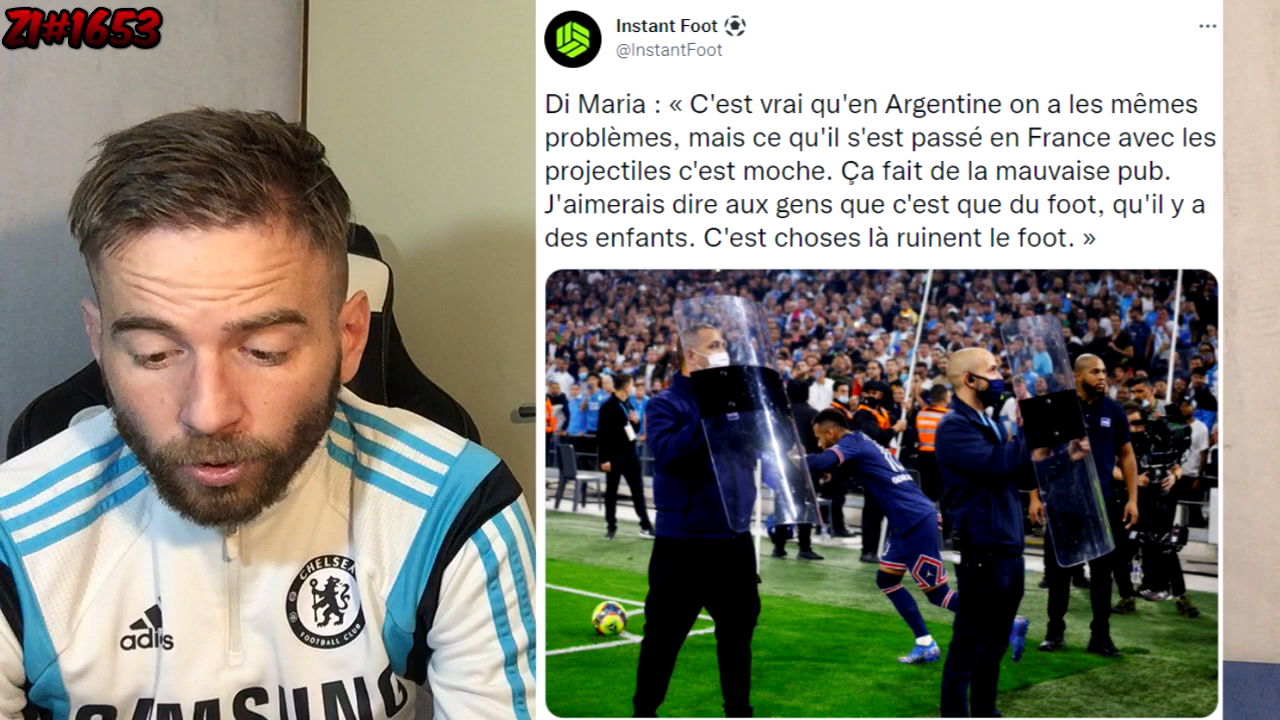 Z1#1653
Instant Foot
@InstantFoot
Di Maria : « C'est vrai qu'en Argentine on a les mêmes
problèmes, mais ce qu'il s'est passé en France avec les
projectiles c'est moche. Ça fait de la mauvaise pub.
J'aimerais dire aux gens que c'est que du foot, qu'il y a
des enfants. C'est choses là ruinent le foot. »
CHELSEA
FOOTBALL CLUB
adidas
SAMSUNG